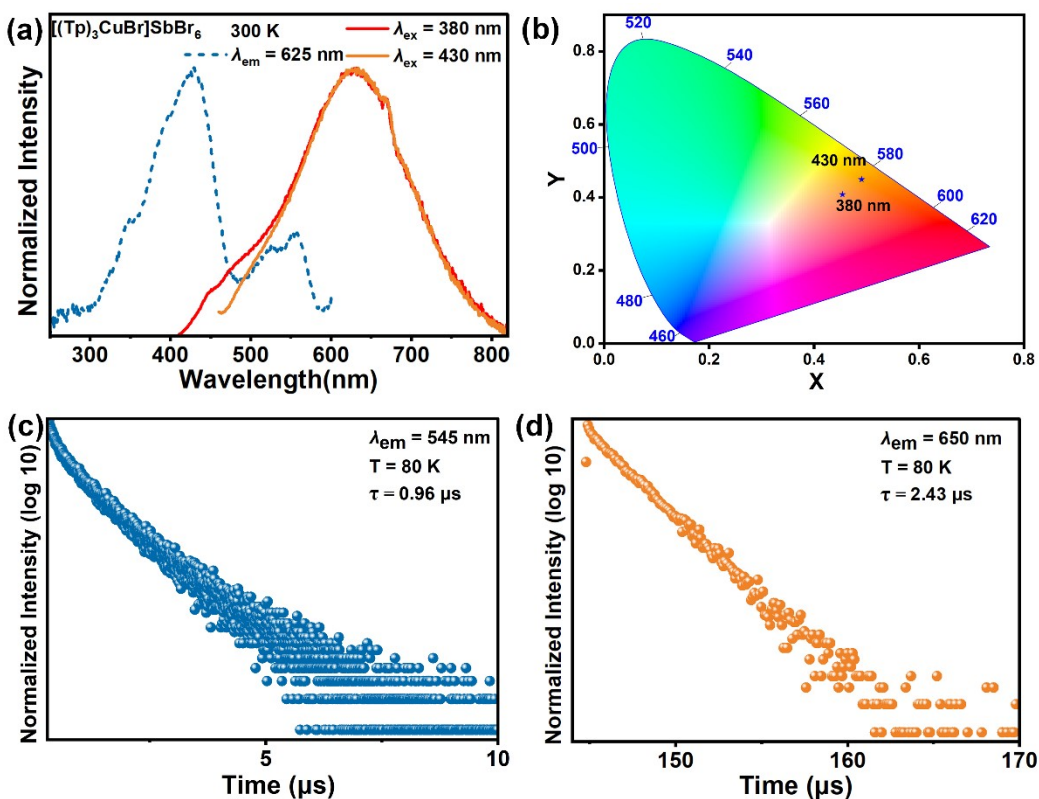 (a)
[(Tp)₃CuBr]SbBr₆
300 K
λem = 625 nm
λex = 380 nm
λex = 430 nm
Normalized Intensity
300 400 500 600 700 800
Wavelength(nm)
(b)
0.8
0.6
0.4
0.2
0.0
Y
520
540
560
500
580
430 nm
380 nm
600
620
480
460
0.0 0.2 0.4 0.6 0.8
X
(c)
λem = 545 nm
T = 80 K
τ = 0.96 μs
Normalized Intensity (log 10)
5 10
Time (μs)
(d)
λem = 650 nm
T = 80 K
τ = 2.43 μs
Normalized Intensity (log 10)
150 160 170
Time (μs)